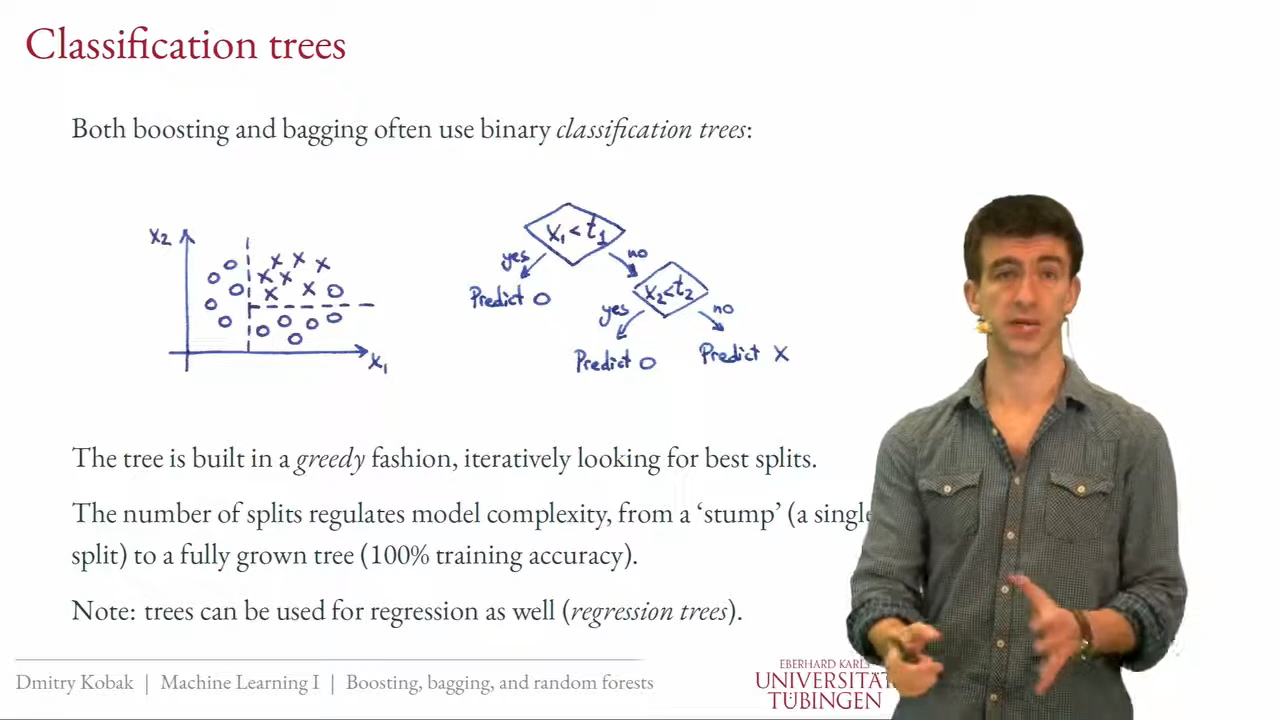 Classification trees
Both boosting and bagging often use binary classification trees:
x₂
x₁
x₁ < t₁
yes
no
Predict O
x₂<t₂
yes
no
Predict O
Predict X
The tree is built in a greedy fashion, iteratively looking for best splits.
The number of splits regulates model complexity, from a ‘stump’ (a single
split) to a fully grown tree (100% training accuracy).
Note: trees can be used for regression as well (regression trees).
Dmitry Kobak | Machine Learning I | Boosting, bagging, and random forests
EBERHARD KARLS
UNIVERSITÄT
TÜBINGEN